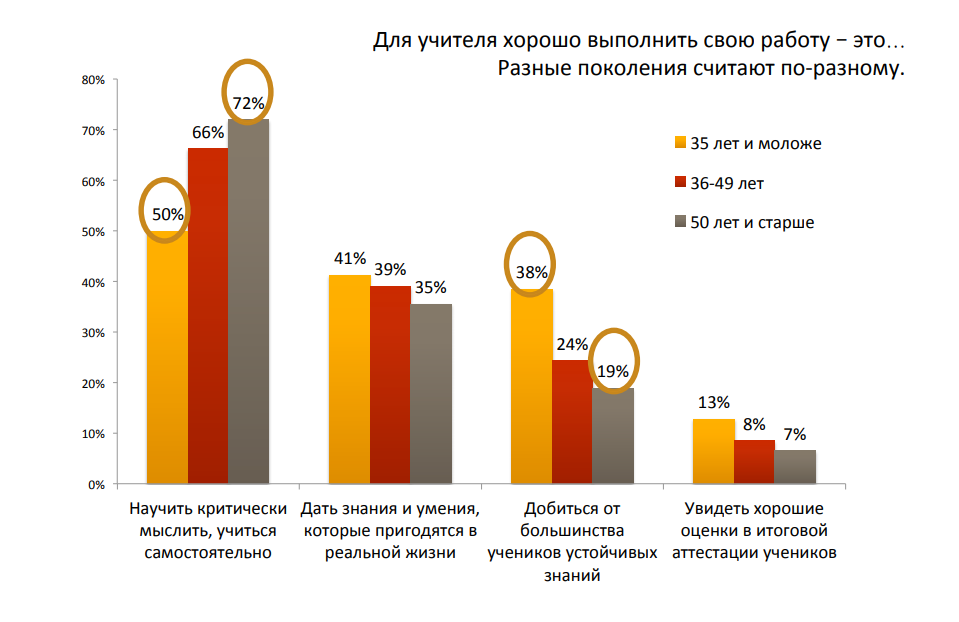 Для учителя хорошо выполнить свою работу – это…
Разные поколения считают по-разному.
80%
70%
60%
50%
40%
30%
20%
10%
0%
50%
66%
72%
41%
39%
35%
38%
24%
19%
13%
8%
7%
35 лет и моложе
36-49 лет
50 лет и старше
Научить критически
мыслить, учиться
самостоятельно
Дать знания и умения,
которые пригодятся в
реальной жизни
Добиться от
большинства
учеников устойчивых
знаний
Увидеть хорошие
оценки в итоговой
аттестации учеников